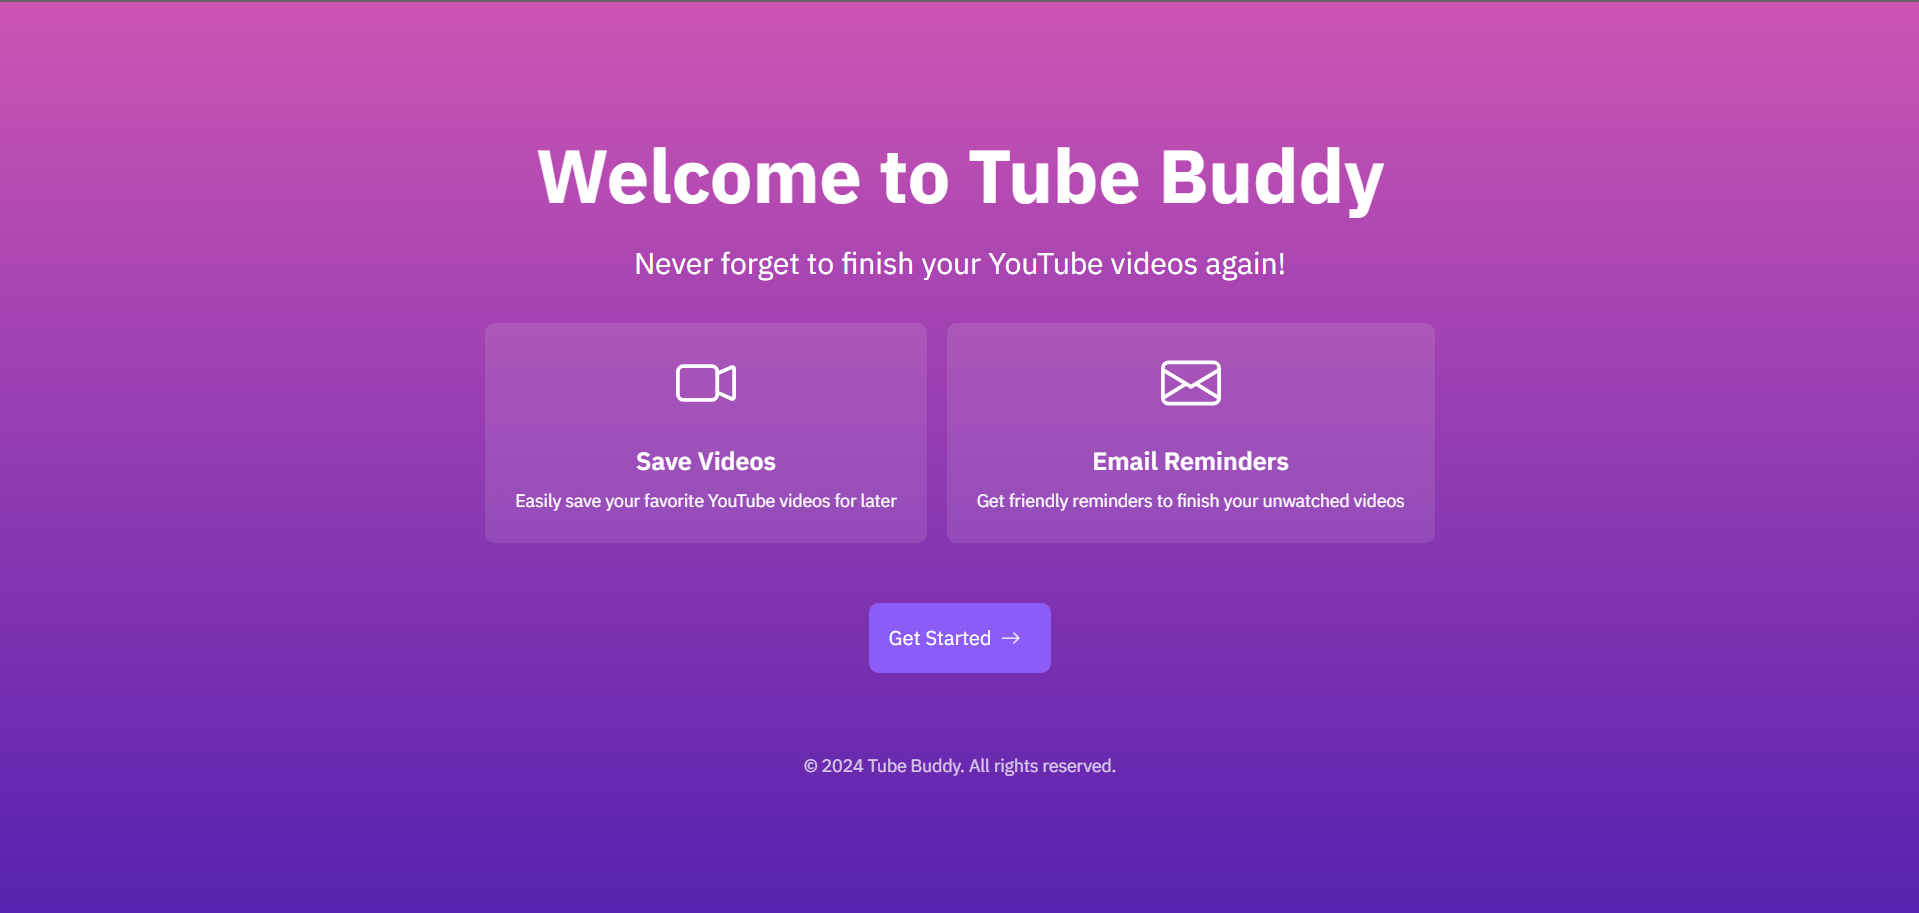 Welcome to Tube Buddy
Never forget to finish your YouTube videos again!
Save Videos
Easily save your favorite YouTube videos for later
Email Reminders
Get friendly reminders to finish your unwatched videos
Get Started →
© 2024 Tube Buddy. All rights reserved.